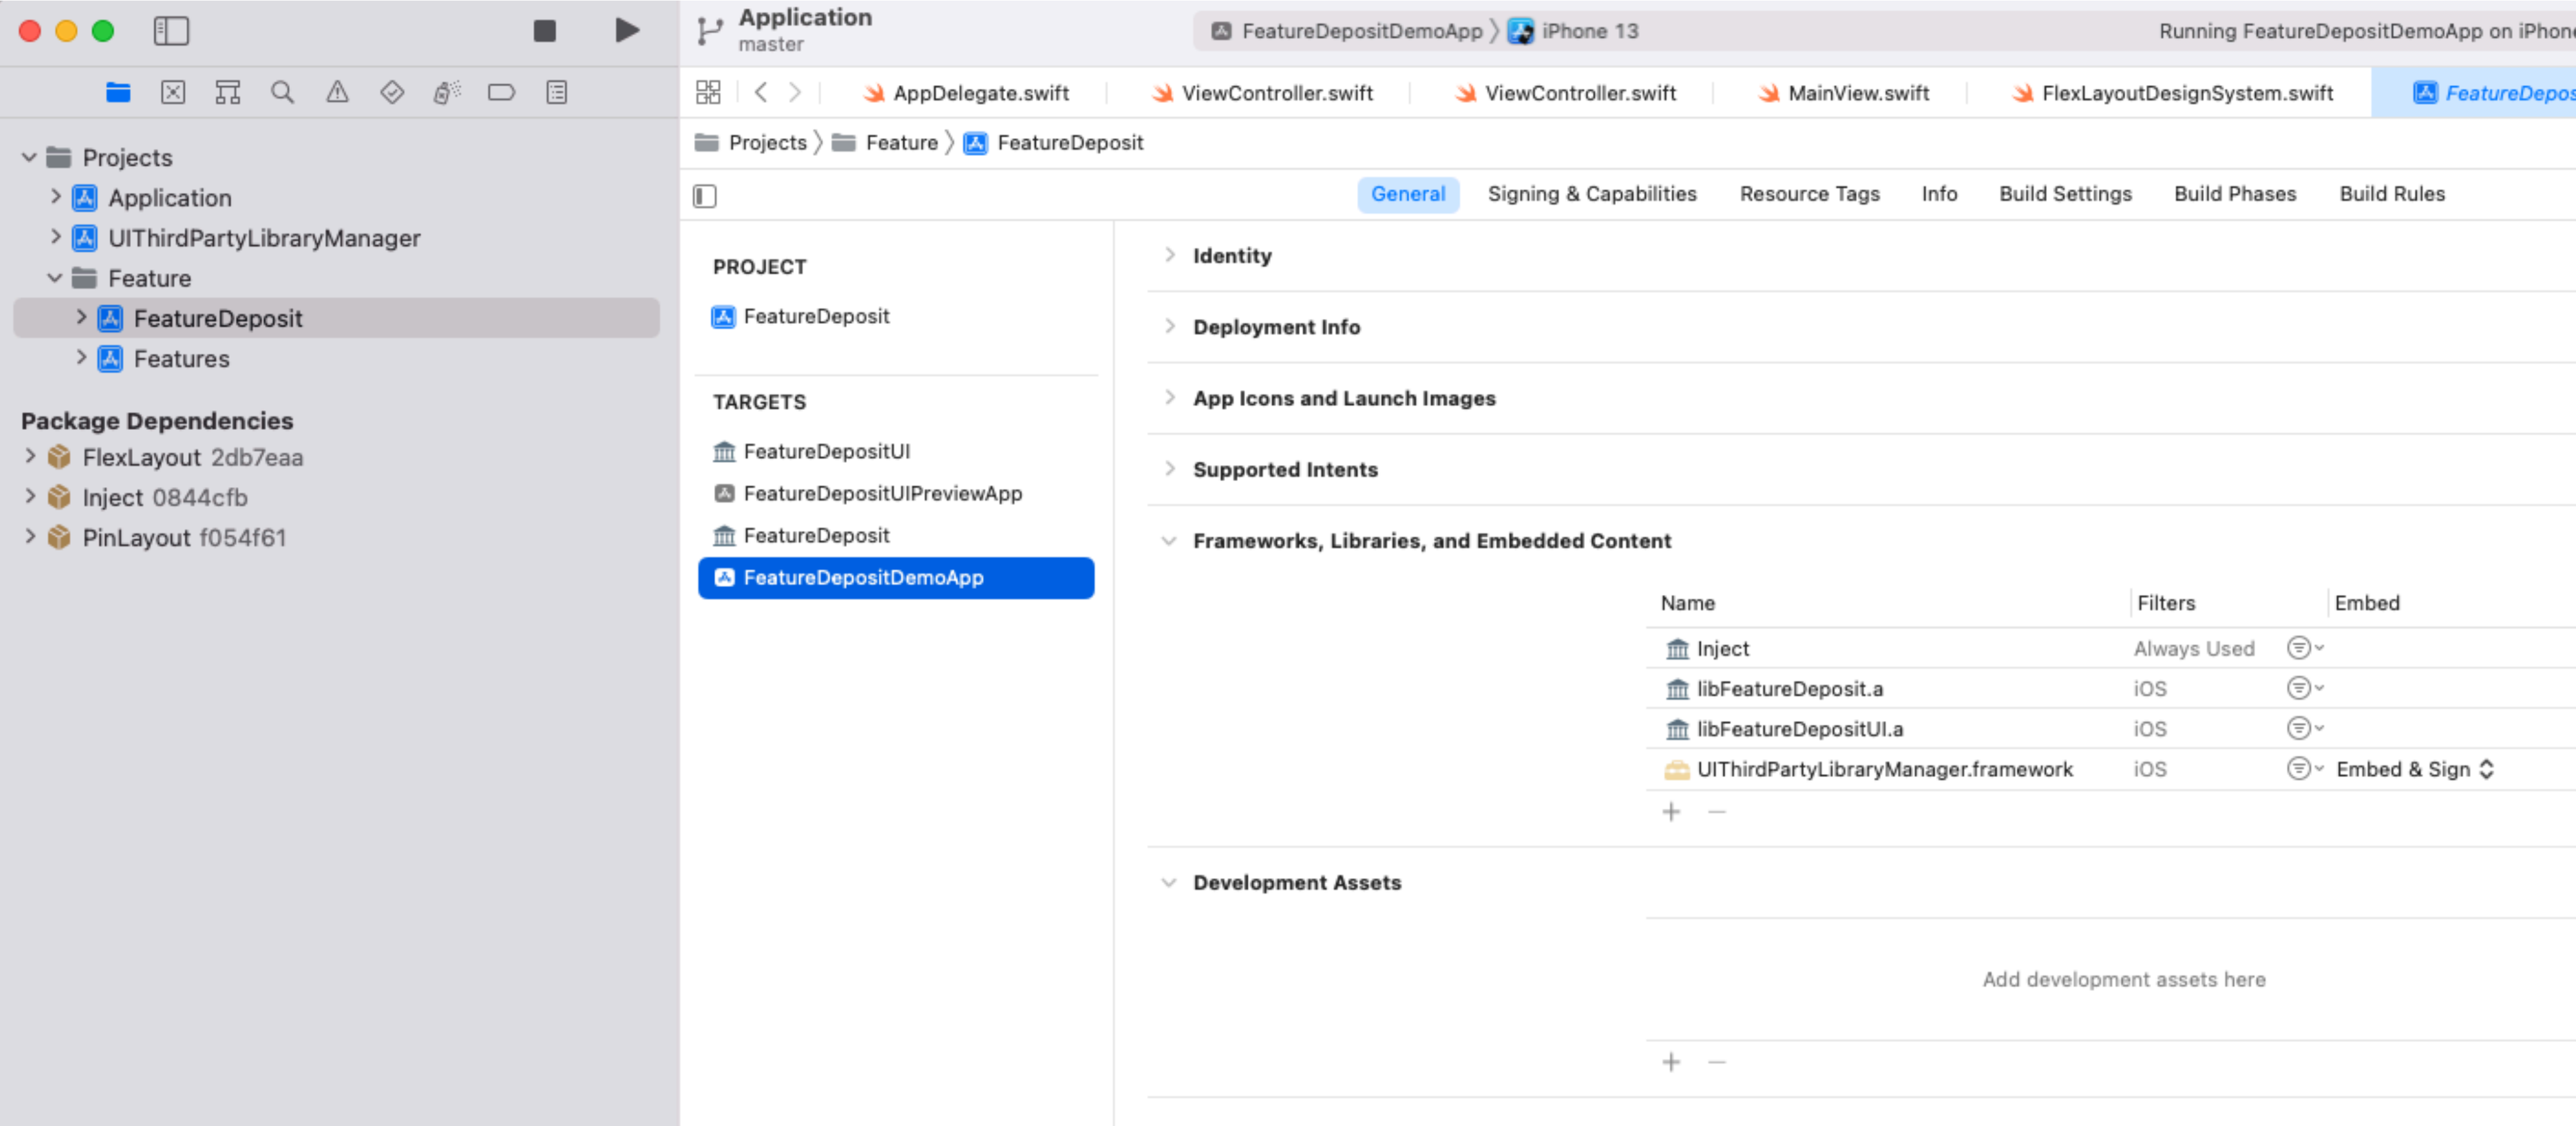 Application
master
FeatureDepositDemoApp
iPhone 13
Running FeatureDepositDemoApp on iPhone
AppDelegate.swift
ViewController.swift
ViewController.swift
MainView.swift
FlexLayoutDesignSystem.swift
FeatureDepos
Projects
Application
UIThirdPartyLibraryManager
Feature
FeatureDeposit
Features
Package Dependencies
FlexLayout 2db7eaa
Inject 0844cfb
PinLayout f054f61
Projects
Feature
FeatureDeposit
General
Signing & Capabilities
Resource Tags
Info
Build Settings
Build Phases
Build Rules
PROJECT
FeatureDeposit
TARGETS
FeatureDepositUI
FeatureDepositUIPreviewApp
FeatureDeposit
FeatureDepositDemoApp
Identity
Deployment Info
App Icons and Launch Images
Supported Intents
Frameworks, Libraries, and Embedded Content
Name Filters Embed
Inject Always Used
libFeatureDeposit.a iOS
libFeatureDepositUI.a iOS
UIThirdPartyLibraryManager.framework iOS Embed & Sign
Development Assets
Add development assets here